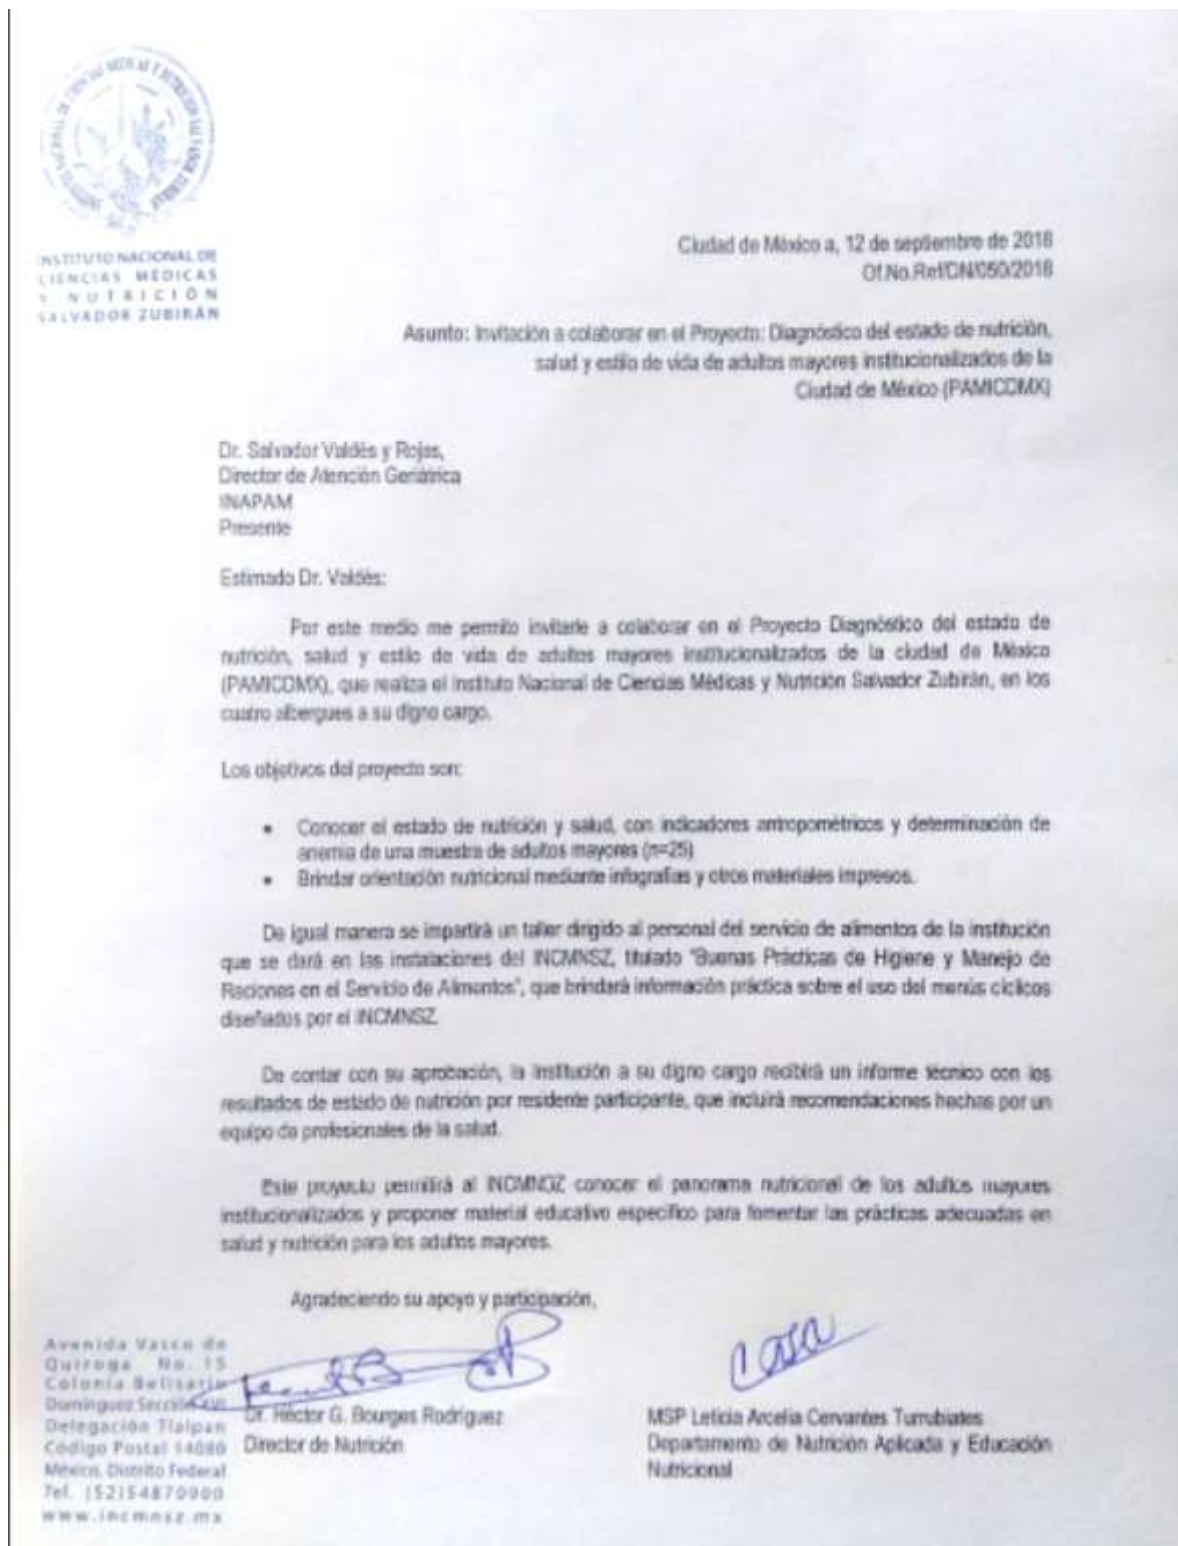 INSTITUTO NACIONAL DE
CIENCIAS MÉDICAS
Y NUTRICIÓN
SALVADOR ZUBIRÁN
Ciudad de México a, 12 de septiembre de 2018
Of.No.Ref/DN/050/2018
Asunto: Invitación a colaborar en el Proyecto: Diagnóstico del estado de nutrición,
salud y estilo de vida de adultos mayores institucionalizados de la
Ciudad de México (PAMICDMX)
Dr. Salvador Valdés y Rojas,
Director de Atención Geriátrica
INAPAM
Presente
Estimado Dr. Valdés:
Por este medio me permito invitarle a colaborar en el Proyecto Diagnóstico del estado de
nutrición, salud y estilo de vida de adultos mayores institucionalizados de la ciudad de México
(PAMICDMX), que realiza el Instituto Nacional de Ciencias Médicas y Nutrición Salvador Zubirán, en los
cuatro albergues a su digno cargo.
Los objetivos del proyecto son:
• Conocer el estado de nutrición y salud, con indicadores antropométricos y determinación de
anemia de una muestra de adultos mayores (n=25)
• Brindar orientación nutricional mediante infografías y otros materiales impresos.
De igual manera se impartirá un taller dirigido al personal del servicio de alimentos de la institución
que se dará en las instalaciones del INCMNSZ, titulado "Buenas Prácticas de Higiene y Manejo de
Raciones en el Servicio de Alimentos", que brindará información práctica sobre el uso del menús cíclicos
diseñados por el INCMNSZ.
De contar con su aprobación, la Institución a su digno cargo recibirá un informe técnico con los
resultados de estado de nutrición por residente participante, que incluirá recomendaciones hechas por un
equipo de profesionales de la salud.
Este proyecto permitirá al INCMNSZ conocer el panorama nutricional de los adultos mayores
institucionalizados y proponer material educativo específico para fomentar las prácticas adecuadas en
salud y nutrición para los adultos mayores.
Agradeciendo su apoyo y participación,
Dr. Héctor G. Bourges Rodríguez
Director de Nutrición
MSP Leticia Arcelia Cervantes Turrubiates
Departamento de Nutrición Aplicada y Educación
Nutricional
Avenida Vasco de
Quiroga No. 15
Colonia Belisario
Domínguez Sección XVI
Delegación Tlalpan
Código Postal 14080
México, Distrito Federal
Tel. (52)54870900
www.incmnsz.mx